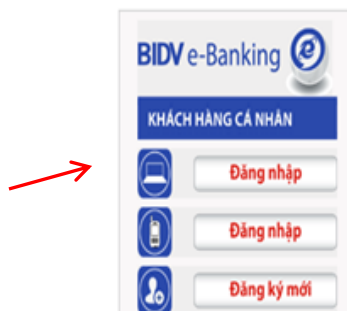 BIDV e-Banking
KHÁCH HÀNG CÁ NHÂN
Đăng nhập
Đăng nhập
Đăng ký mới